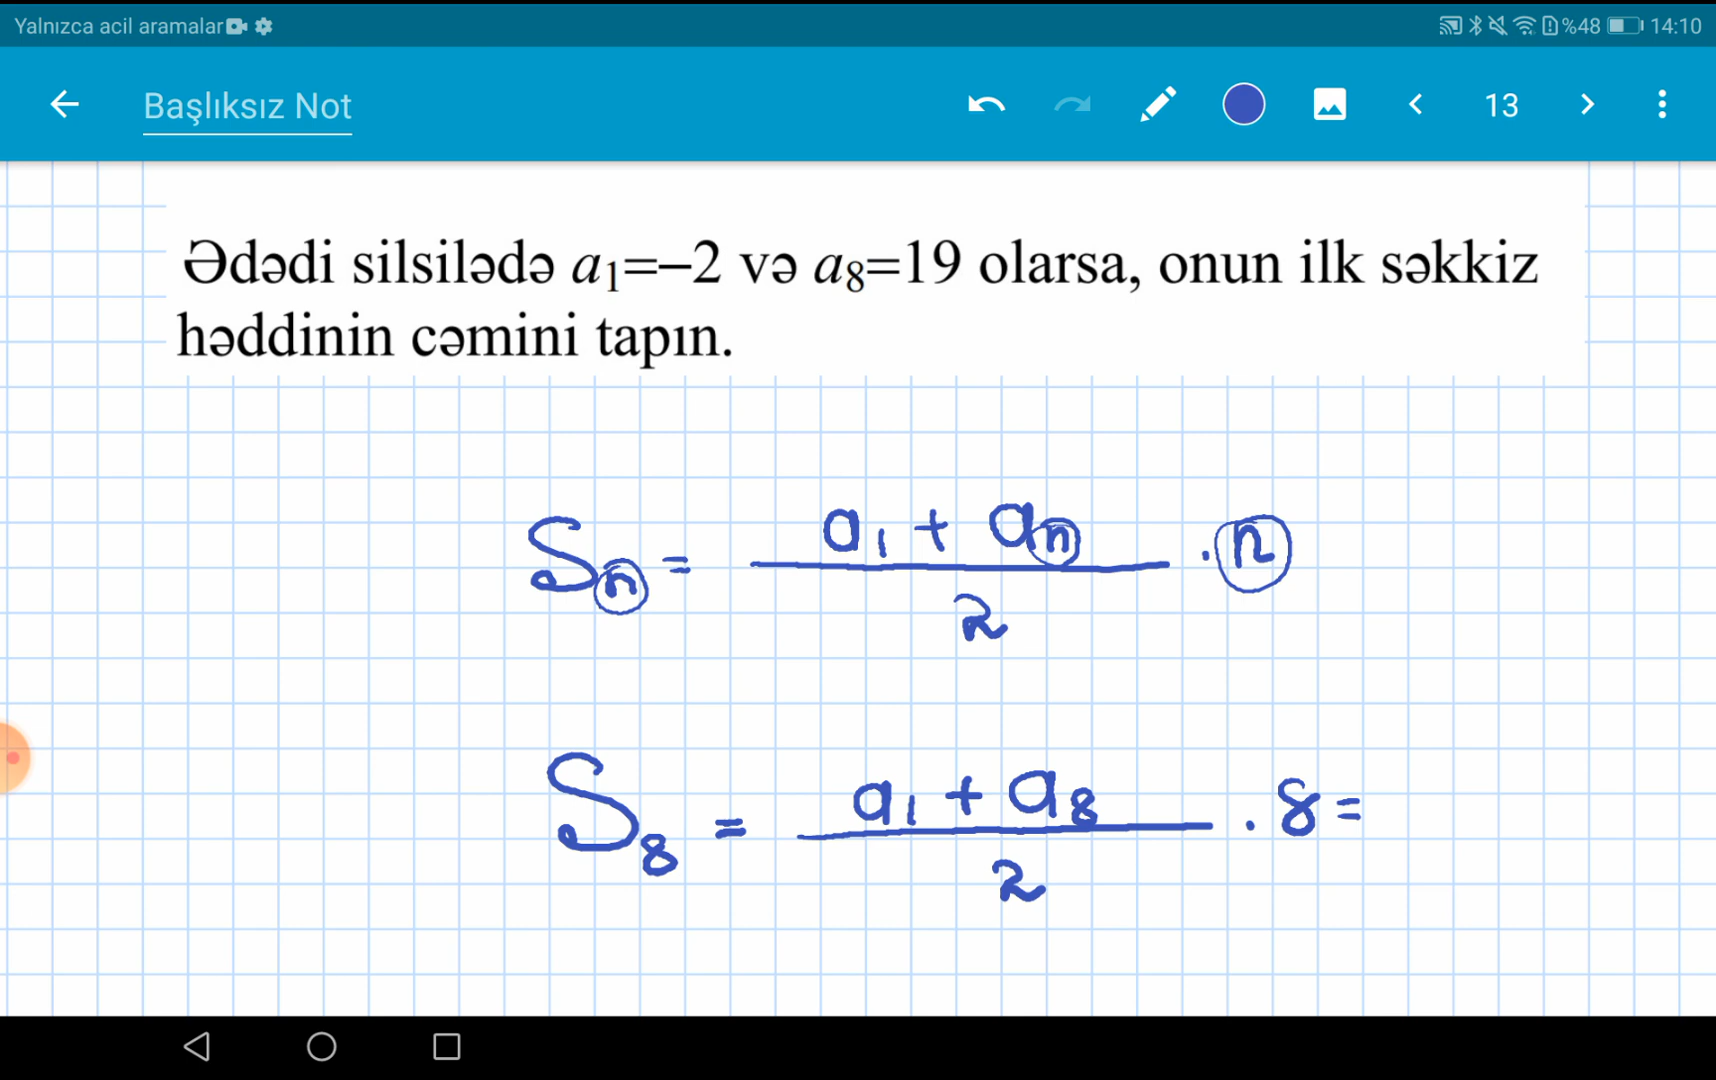 Yalnızca acil aramalar %48 14:10
Başlıksız Not 13
Ədədi silsilədə a₁=–2 və a₈=19 olarsa, onun ilk səkkiz
həddinin cəmini tapın.
Sₙ = (a₁ + aₙ)/2 · n
S₈ = (a₁ + a₈)/2 · 8 =